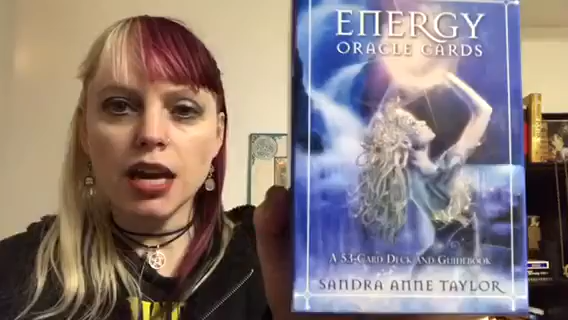 ENERGY
ORACLE CARDS
A 53-CARD DECK AND GUIDEBOOK
SANDRA ANNE TAYLOR